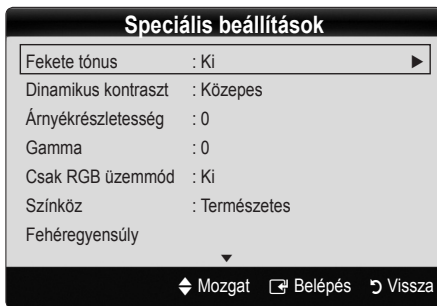 Speciális beállítások
Fekete tónus : Ki
Dinamikus kontraszt : Közepes
Árnyékrészletesség : 0
Gamma : 0
Csak RGB üzemmód : Ki
Színköz : Természetes
Fehéregyensúly
Mozgat Belépés Vissza